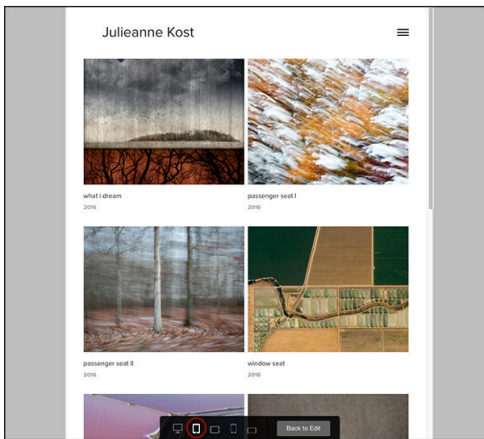 Julieanne Kost
what i dream
2016
passenger seat I
2016
passenger seat II
2016
window seat
2016
Back to Edit